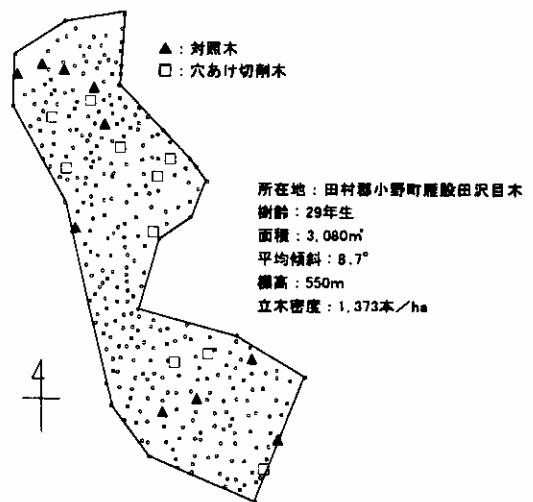 ▲：対照木
□：穴あけ切削木
所在地：田村郡小野町雁股田沢目木
樹齢：29年生
面積：3,080㎡
平均傾斜：8.7°
標高：550m
立木密度：1,373本／ha
4